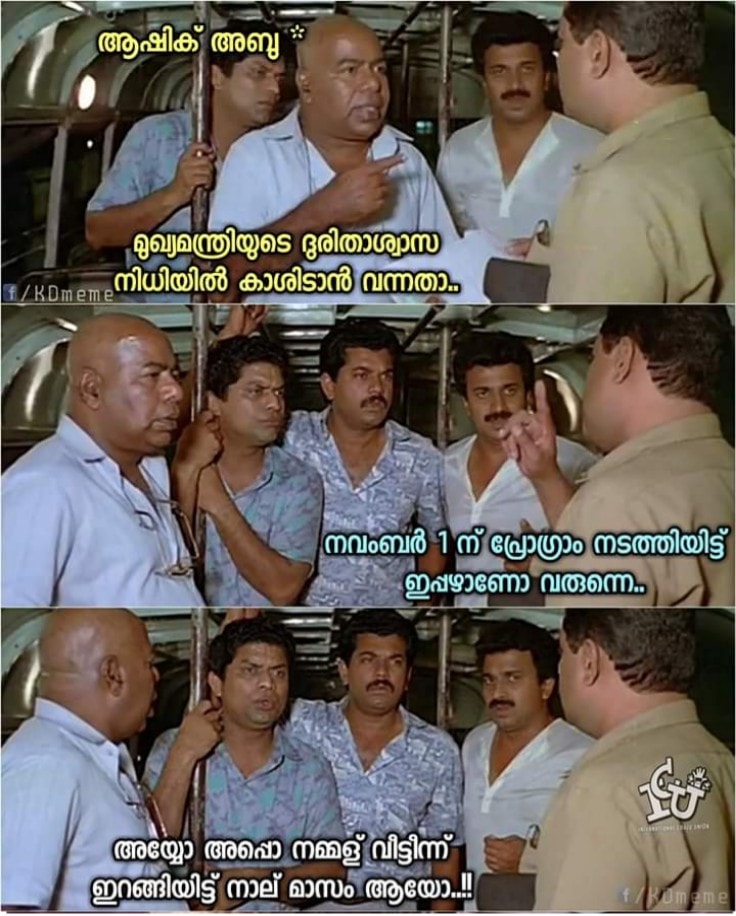 ആഷിക് അബു *
മുഖ്യമന്ത്രിയുടെ ദുരിതാശ്വാസ
നിധിയിൽ കാശിടാൻ വന്നതാ..
f/KDmeme
നവംബർ 1 ന് പ്രോഗ്രാം നടത്തിയിട്ട്
ഇപ്പഴാണോ വരുന്നെ..
ICU
അയ്യോ അപ്പൊ നമ്മള് വീട്ടീന്ന്
ഇറങ്ങിയിട്ട് നാല് മാസം ആയോ..!!
f/KDmeme